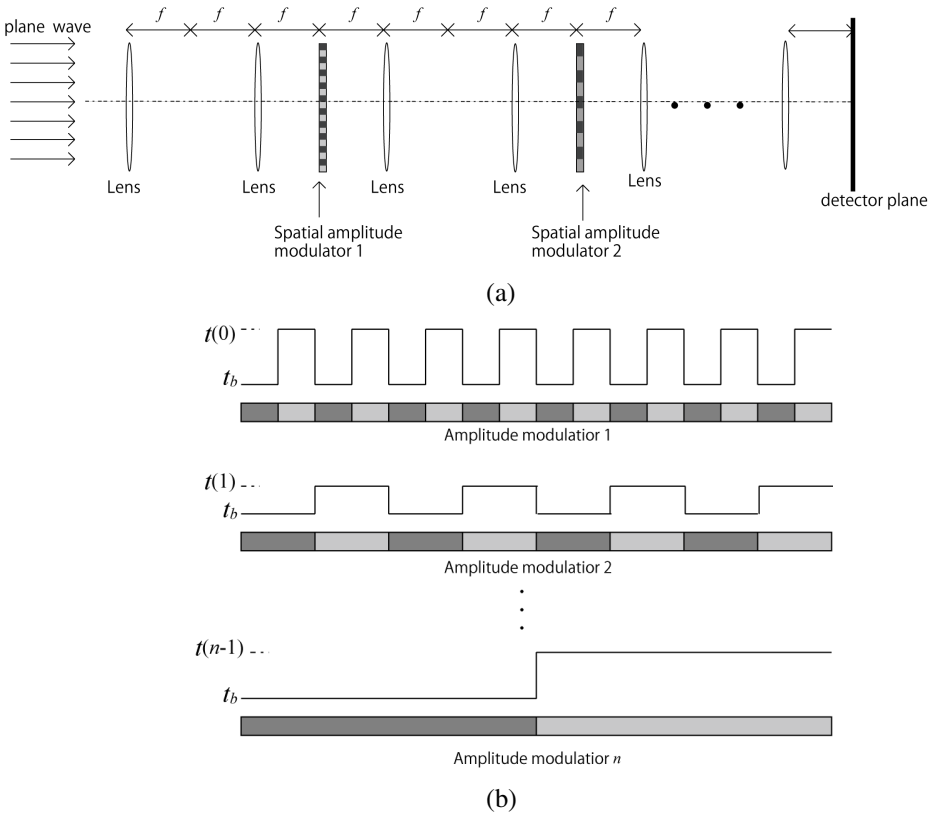 f f f f f f f f
plane wave
Lens Lens Lens Lens Lens
detector plane
Spatial amplitude
modulator 1
Spatial amplitude
modulator 2
(a)
t(0)
t_b
Amplitude modulatior 1
t(1)
t_b
Amplitude modulatior 2
t(n-1)
t_b
Amplitude modulatior n
(b)